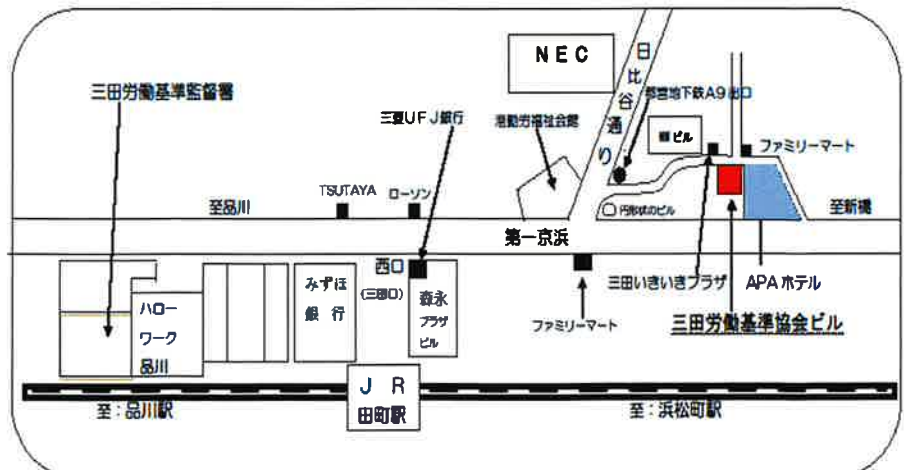 NEC
日比谷通り
都営地下鉄A9出口
三田労働基準監督署
三菱UFJ銀行
港勤労福祉会館
ビル
ファミリーマート
TSUTAYA
ローソン
至品川
円形状のビル
至新橋
第一京浜
西口
(三田口)
みずほ
銀行
森永
プラザ
ビル
ハロー
ワーク
品川
ファミリーマート
三田いきいきプラザ
APAホテル
三田労働基準協会ビル
JR
田町駅
至:品川駅
至:浜松町駅